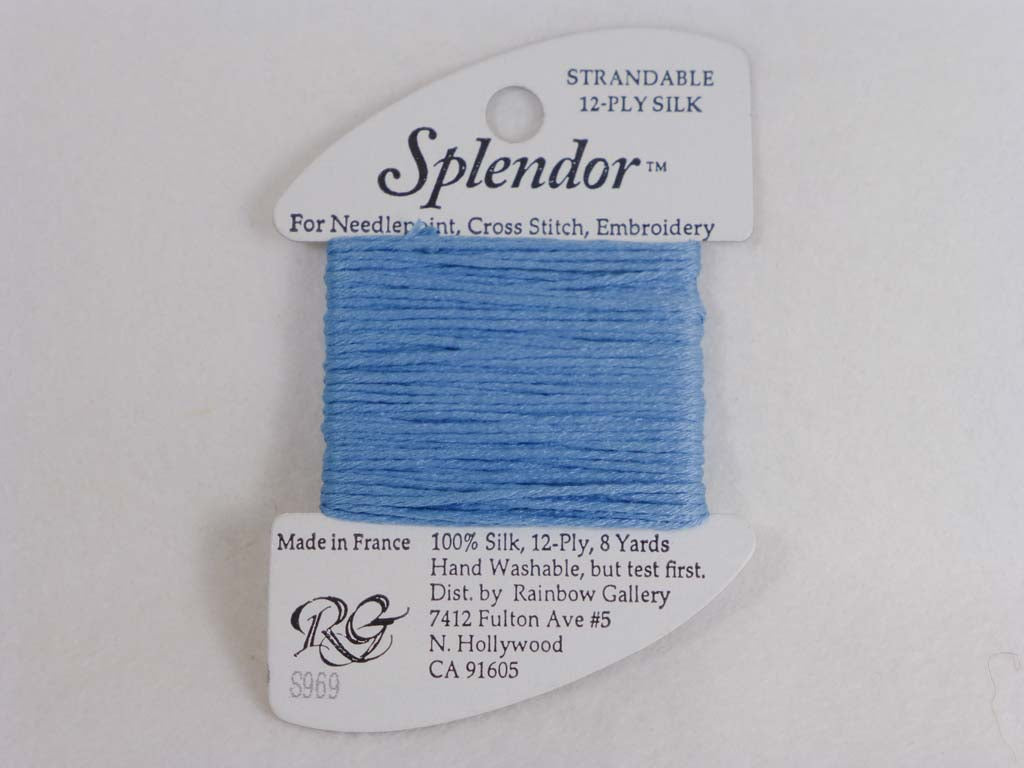 STRANDABLE
12-PLY SILK
Splendor™
For Needlepoint, Cross Stitch, Embroidery
Made in France
100% Silk, 12-Ply, 8 Yards
Hand Washable, but test first.
Dist. by Rainbow Gallery
7412 Fulton Ave #5
N. Hollywood
CA 91605
RG
S969